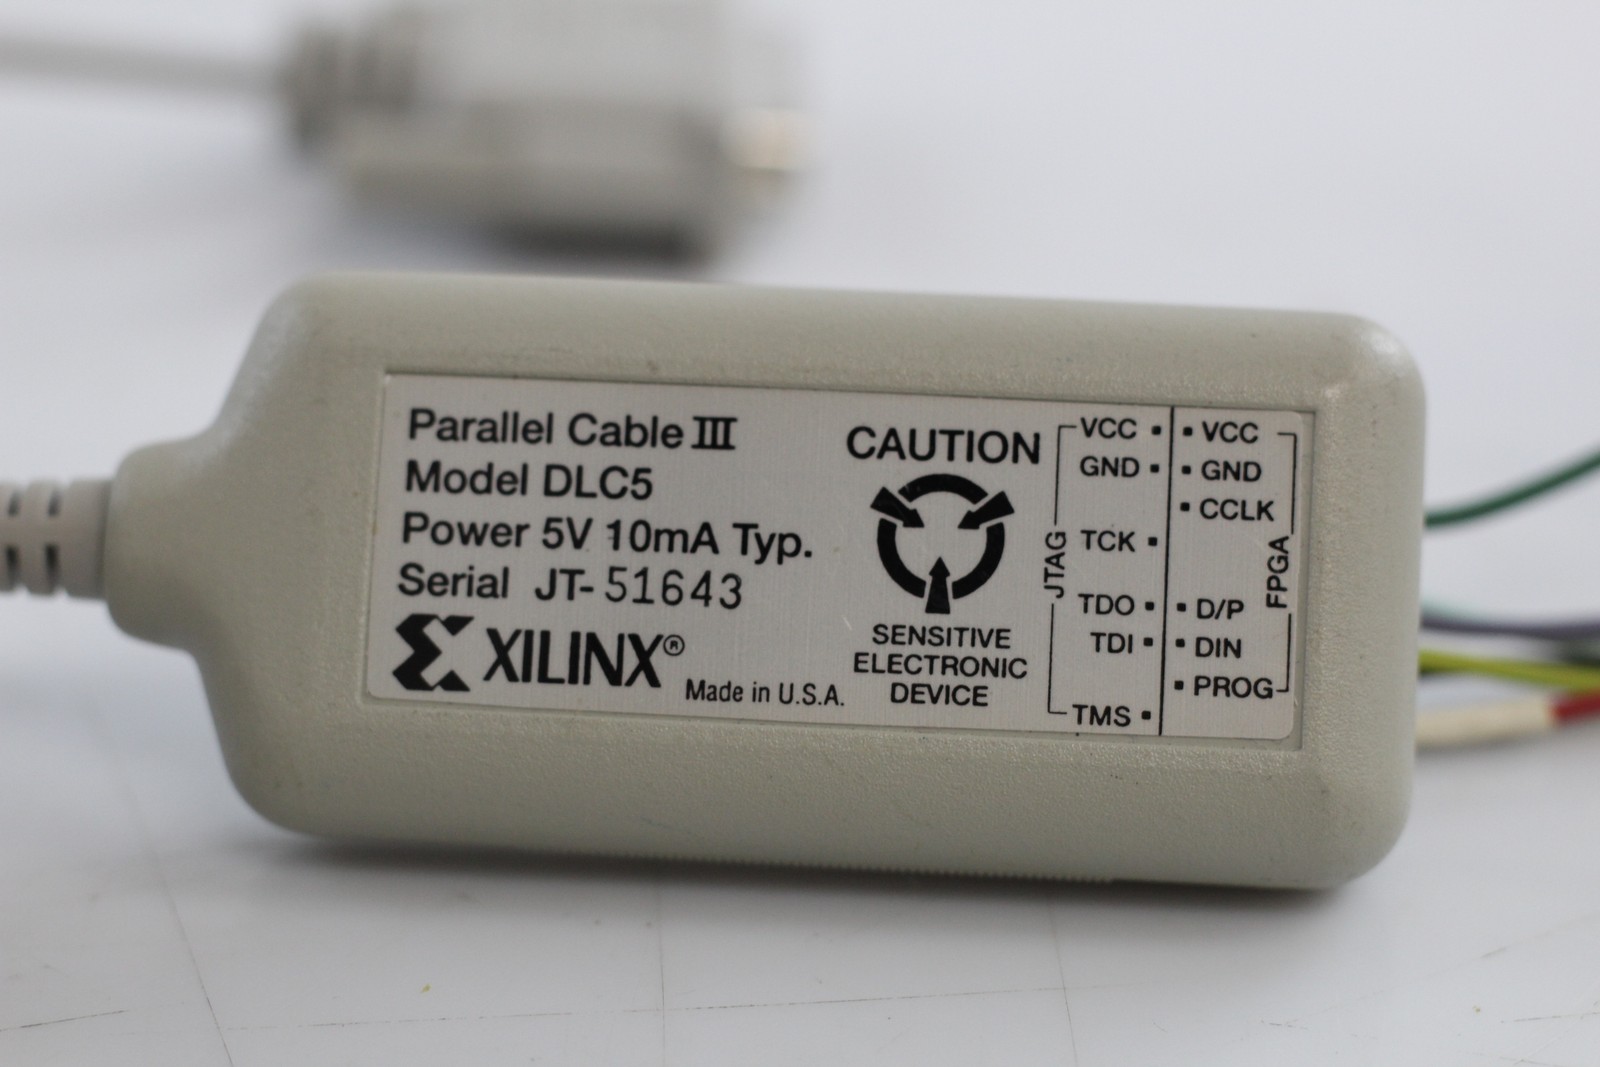 Parallel Cable III
Model DLC5
Power 5V 10mA Typ.
Serial JT-51643
XILINX®
Made in U.S.A.
CAUTION
SENSITIVE
ELECTRONIC
DEVICE
JTAG
VCC
GND
TCK
TDO
TDI
TMS
VCC
GND
CCLK
D/P
DIN
PROG
FPGA